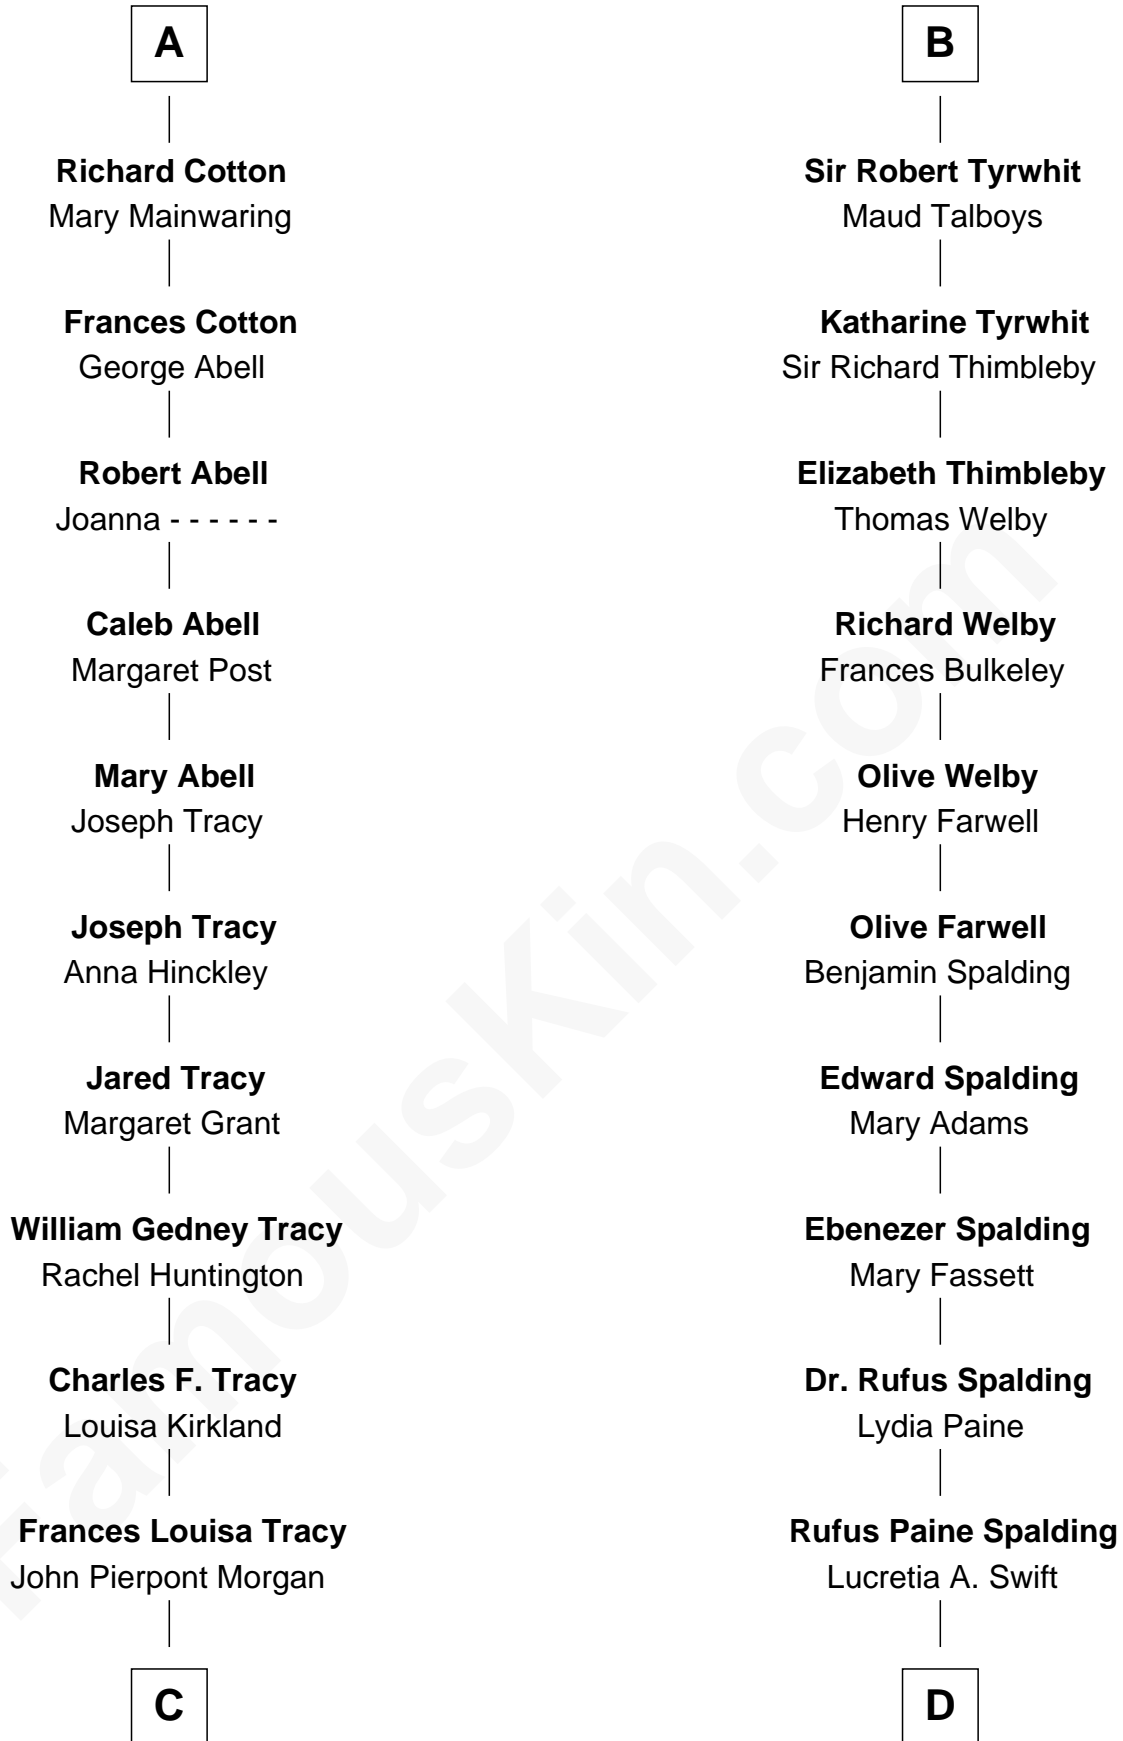 A
Richard Cotton
Mary Mainwaring
Frances Cotton
George Abell
Robert Abell
Joanna - - - - - -
Caleb Abell
Margaret Post
Mary Abell
Joseph Tracy
Joseph Tracy
Anna Hinckley
Jared Tracy
Margaret Grant
William Gedney Tracy
Rachel Huntington
Charles F. Tracy
Louisa Kirkland
Frances Louisa Tracy
John Pierpont Morgan
C
B
Sir Robert Tyrwhit
Maud Talboys
Katharine Tyrwhit
Sir Richard Thimbleby
Elizabeth Thimbleby
Thomas Welby
Richard Welby
Frances Bulkeley
Olive Welby
Henry Farwell
Olive Farwell
Benjamin Spalding
Edward Spalding
Mary Adams
Ebenezer Spalding
Mary Fassett
Dr. Rufus Spalding
Lydia Paine
Rufus Paine Spalding
Lucretia A. Swift
D
FamousKin.com